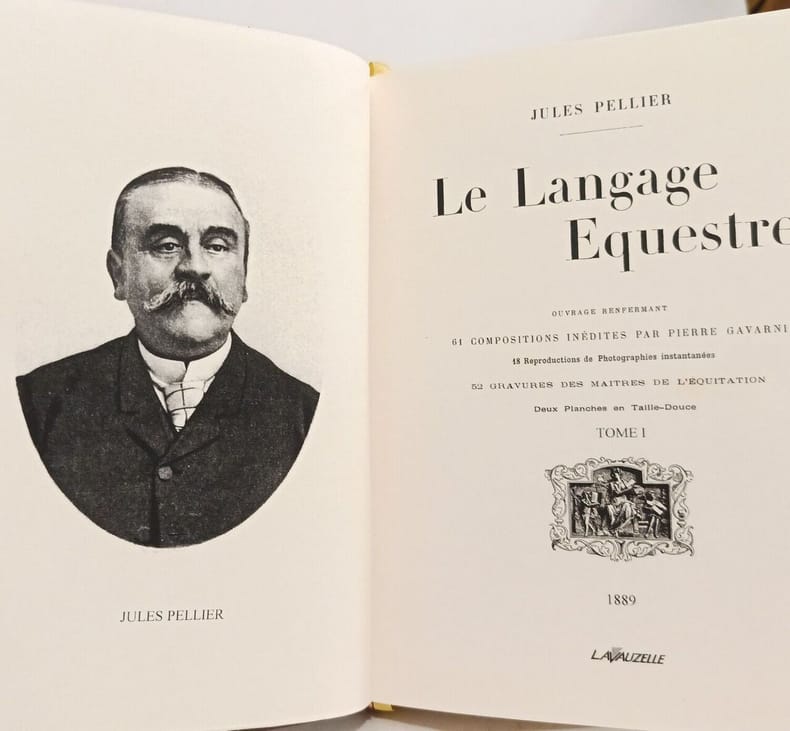 JULES PELLIER
JULES PELLIER
Le Langage
Equestre
OUVRAGE RENFERMANT
61 COMPOSITIONS INÉDITES PAR PIERRE GAVARNI
18 Reproductions de Photographies instantanées
52 GRAVURES DES MAITRES DE L'ÉQUITATION
Deux Planches en Taille-Douce
TOME I
1889
LAVAUZELLE